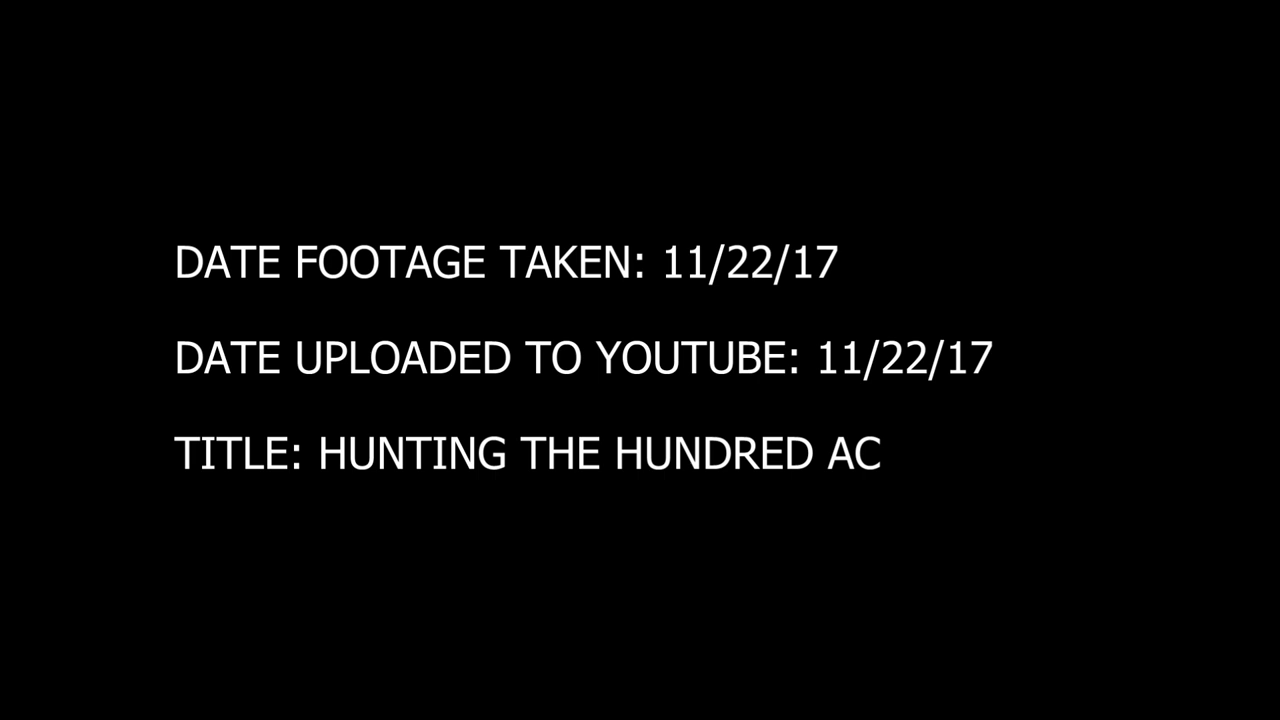 DATE FOOTAGE TAKEN: 11/22/17
DATE UPLOADED TO YOUTUBE: 11/22/17
TITLE: HUNTING THE HUNDRED AC